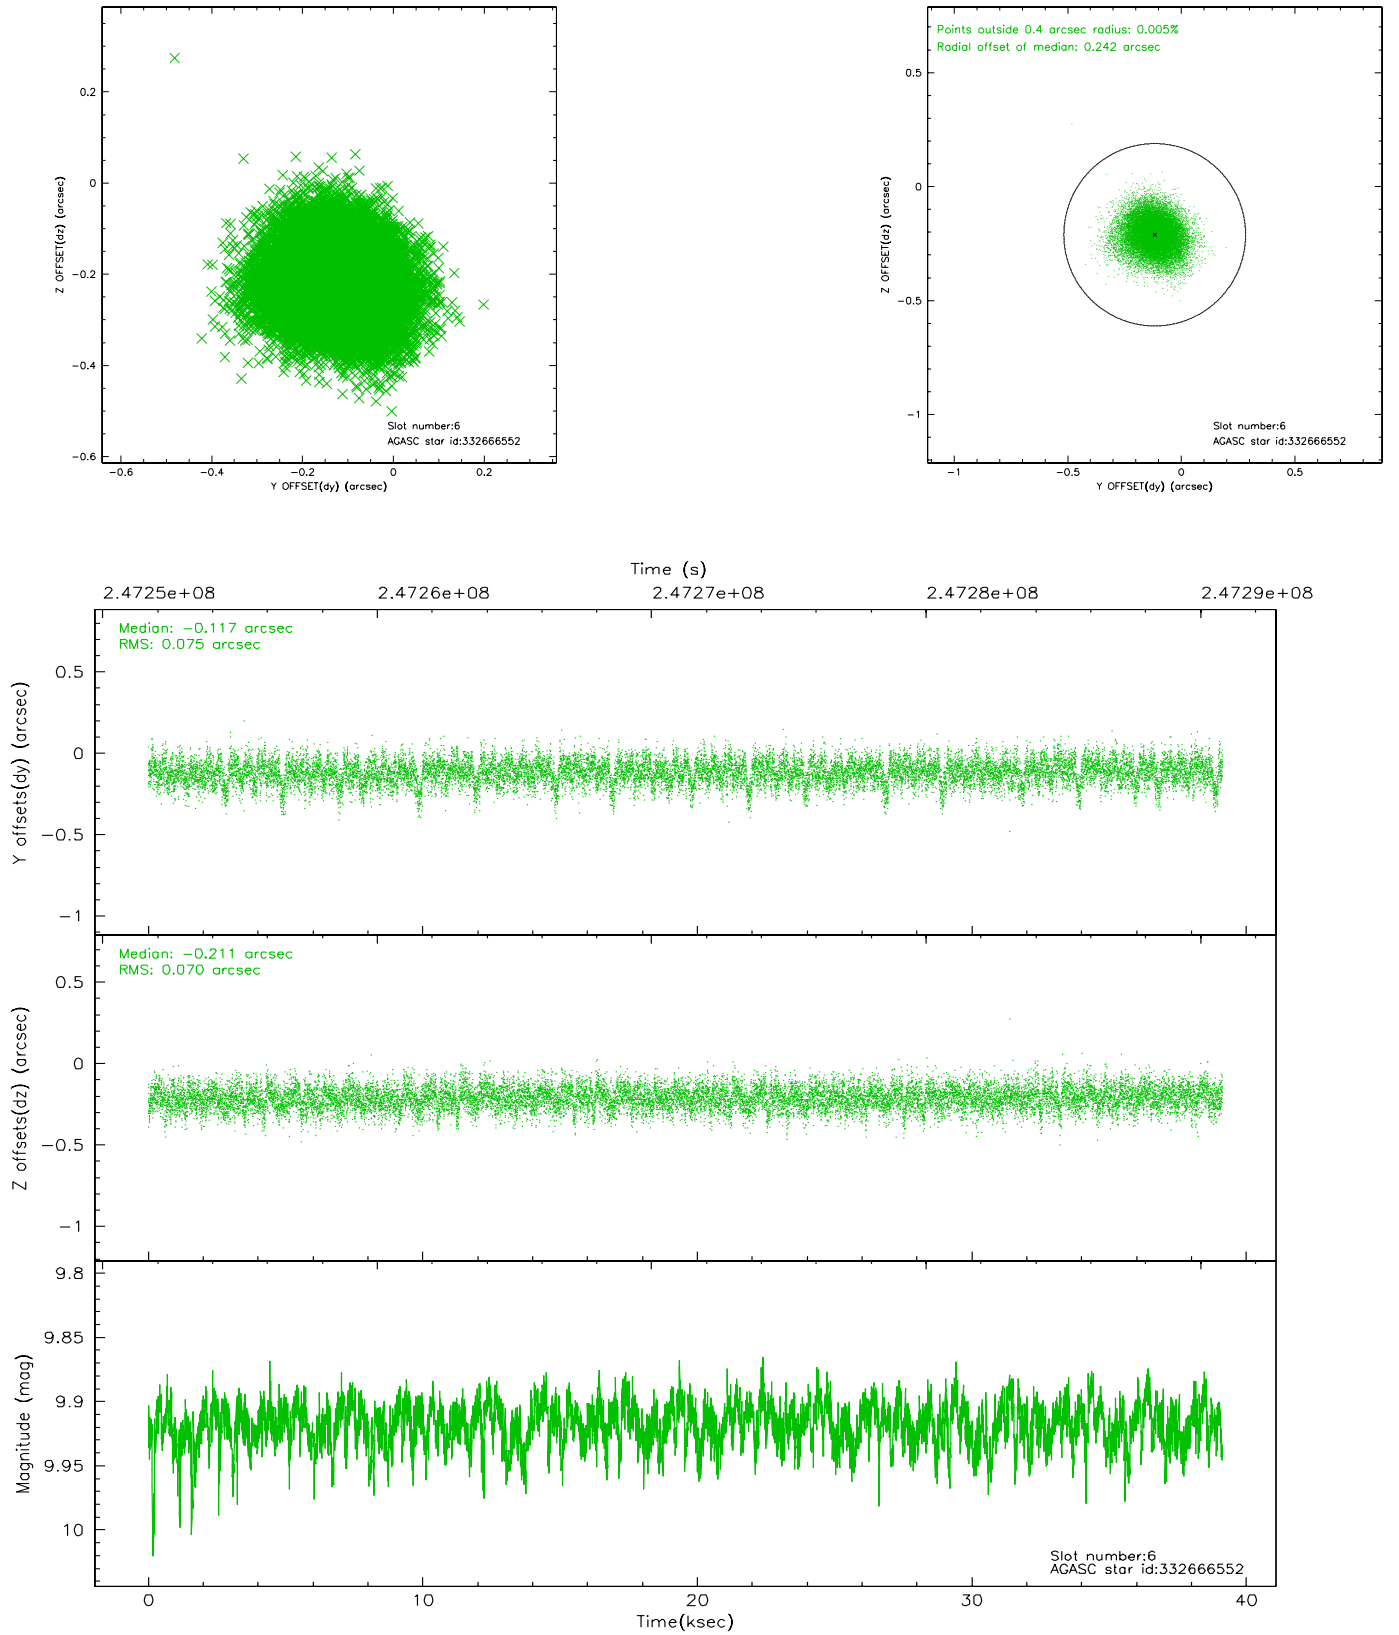 0.2
0
−0.2
−0.4
−0.6
Z OFFSET(dz) (arcsec)
−0.6 −0.4 −0.2 0 0.2
Y OFFSET(dy) (arcsec)
Slot number:6
AGASC star id:332666552
Points outside 0.4 arcsec radius: 0.005%
Radial offset of median: 0.242 arcsec
0.5
0
−0.5
−1
Z OFFSET(dz) (arcsec)
−1 −0.5 0 0.5
Y OFFSET(dy) (arcsec)
Slot number:6
AGASC star id:332666552
Time (s)
2.4725e+08 2.4726e+08 2.4727e+08 2.4728e+08 2.4729e+08
Median: −0.117 arcsec
RMS: 0.075 arcsec
0.5
0
−0.5
−1
Y offsets(dy) (arcsec)
Median: −0.211 arcsec
RMS: 0.070 arcsec
0.5
0
−0.5
−1
Z offsets(dz) (arcsec)
9.8
9.85
9.9
9.95
10
Magnitude (mag)
Slot number:6
AGASC star id:332666552
0 10 20 30 40
Time(ksec)